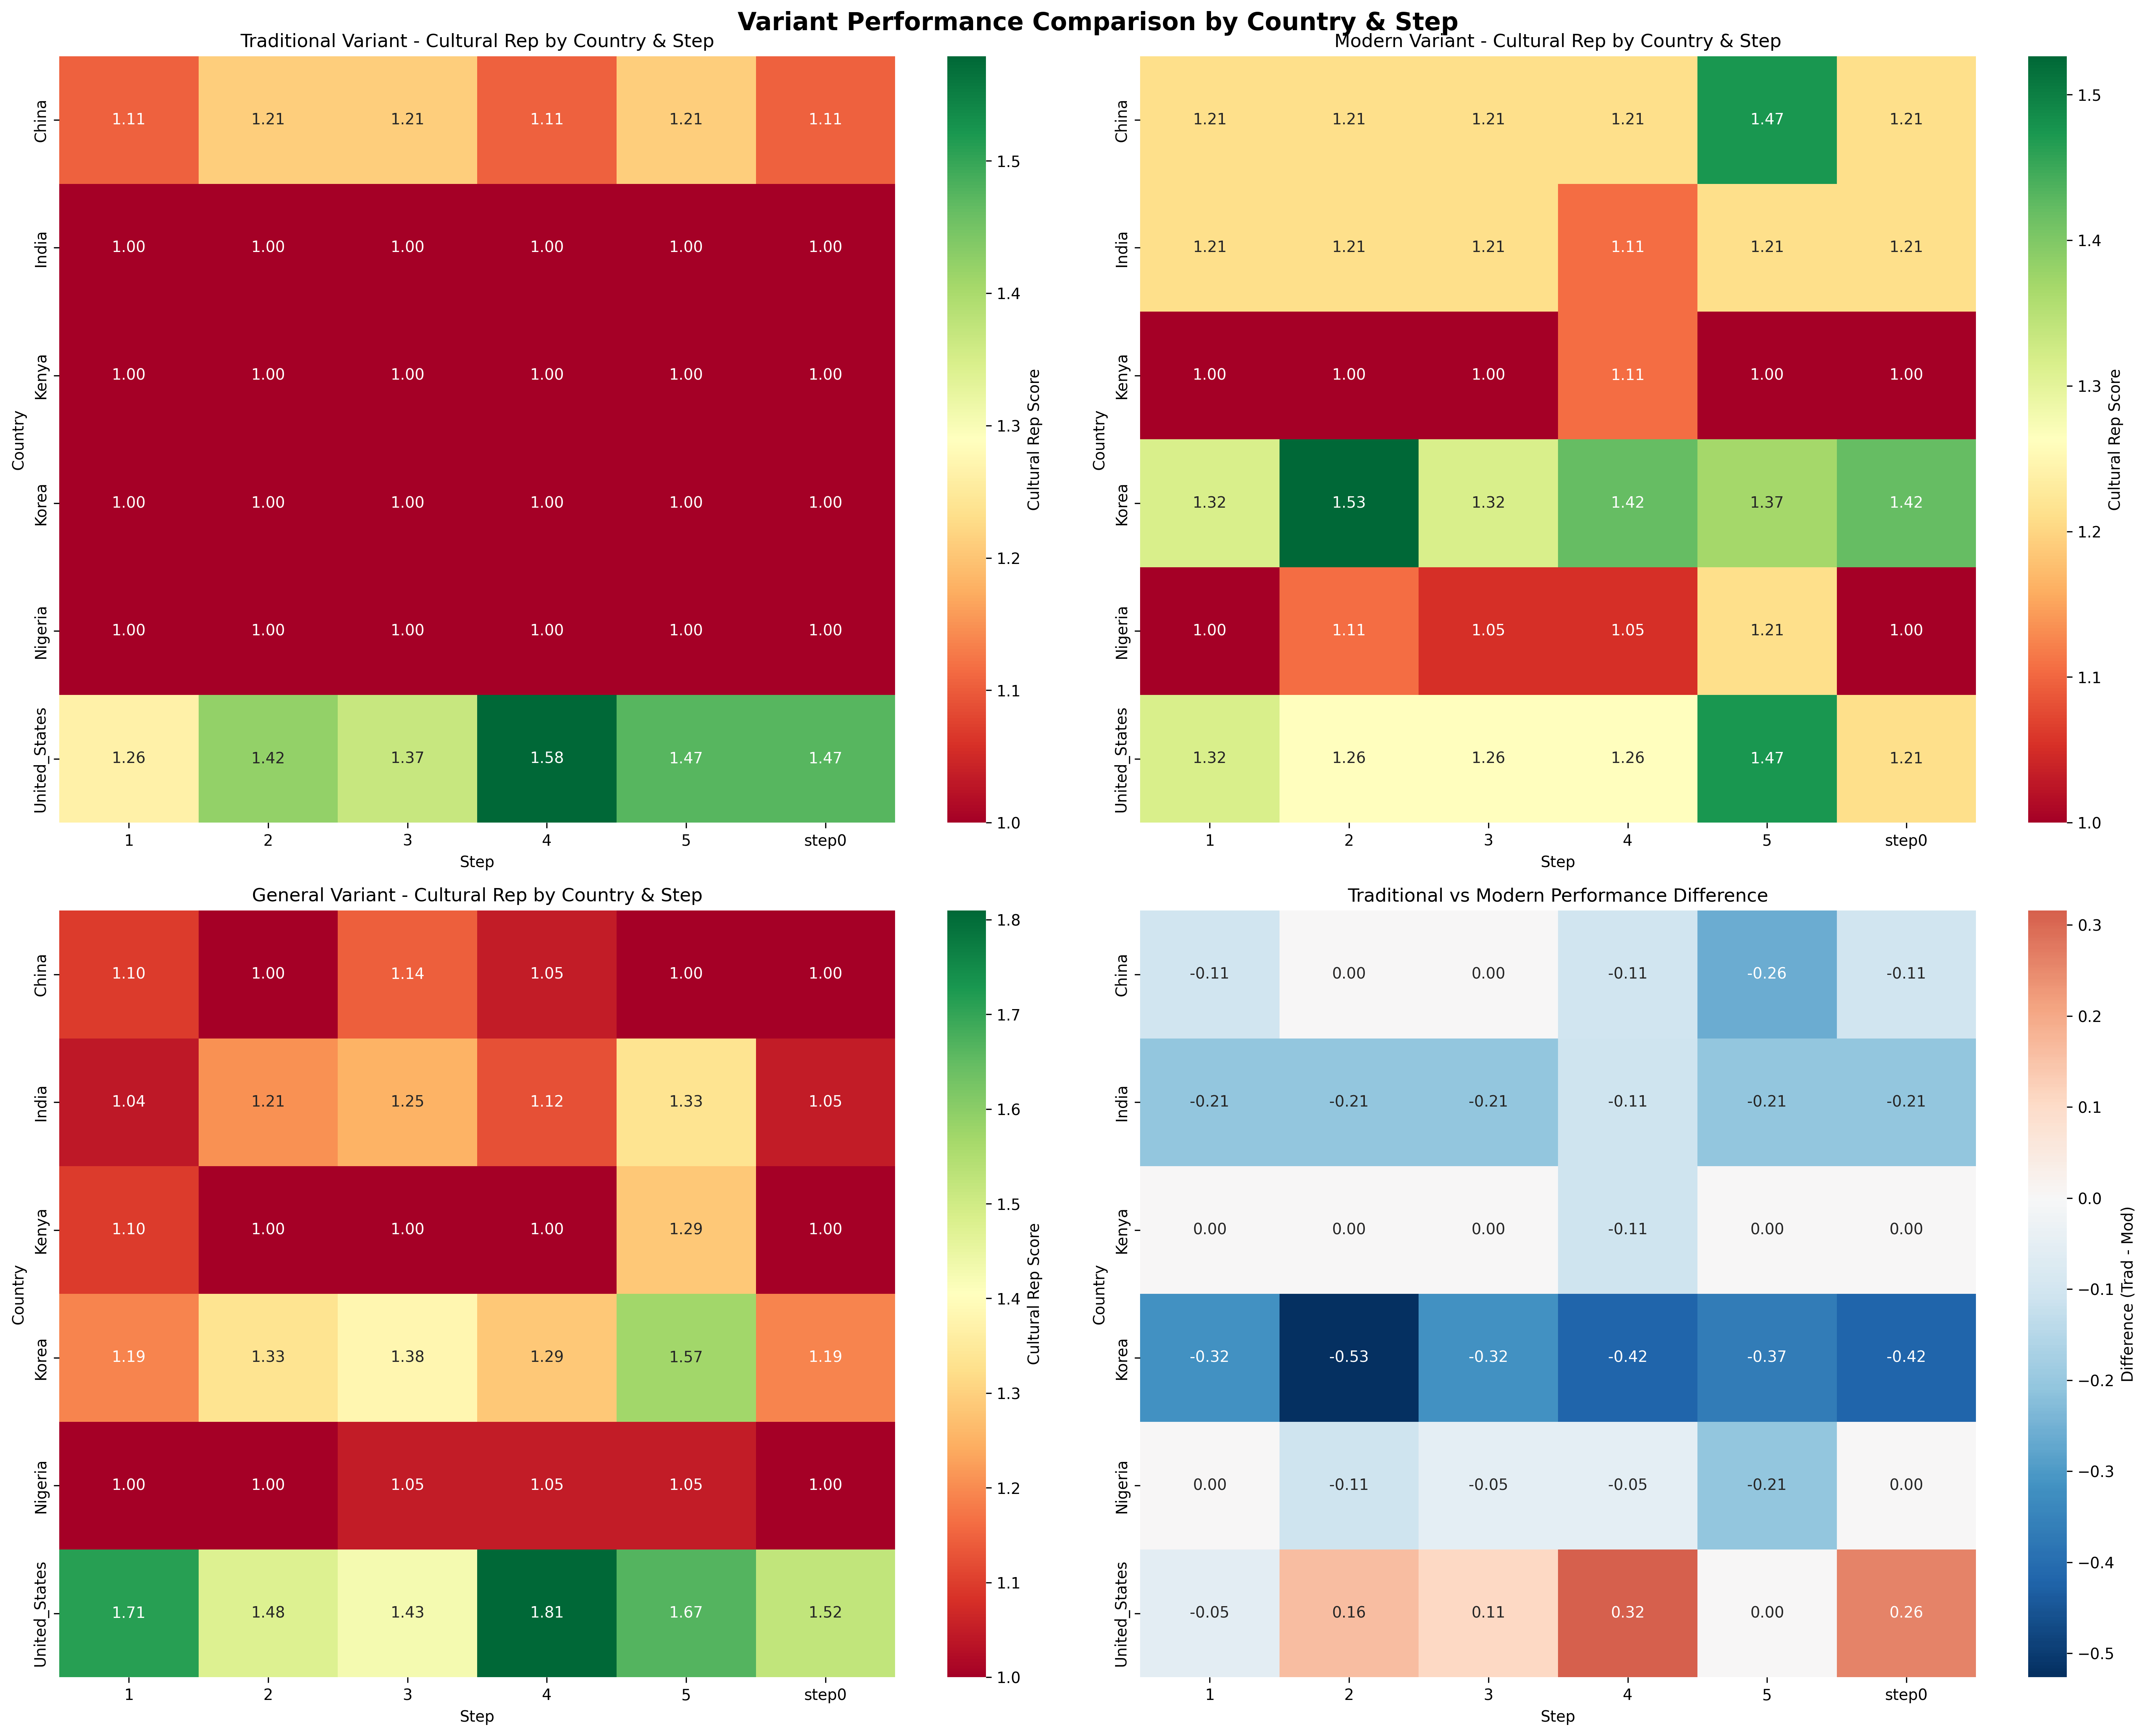 Variant Performance Comparison by Country & Step
Traditional Variant - Cultural Rep by Country & Step
Country
China
1.11 1.21 1.21 1.11 1.21 1.11
India
1.00 1.00 1.00 1.00 1.00 1.00
Kenya
1.00 1.00 1.00 1.00 1.00 1.00
Korea
1.00 1.00 1.00 1.00 1.00 1.00
Nigeria
1.00 1.00 1.00 1.00 1.00 1.00
United_States
1.26 1.42 1.37 1.58 1.47 1.47
1 2 3 4 5 step0
Step
1.5
1.4
1.3
1.2
1.1
1.0
Cultural Rep Score
Modern Variant - Cultural Rep by Country & Step
Country
China
1.21 1.21 1.21 1.21 1.47 1.21
India
1.21 1.21 1.21 1.11 1.21 1.21
Kenya
1.00 1.00 1.00 1.11 1.00 1.00
Korea
1.32 1.53 1.32 1.42 1.37 1.42
Nigeria
1.00 1.11 1.05 1.05 1.21 1.00
United_States
1.32 1.26 1.26 1.26 1.47 1.21
1 2 3 4 5 step0
Step
1.5
1.4
1.3
1.2
1.1
1.0
Cultural Rep Score
General Variant - Cultural Rep by Country & Step
Country
China
1.10 1.00 1.14 1.05 1.00 1.00
India
1.04 1.21 1.25 1.12 1.33 1.05
Kenya
1.10 1.00 1.00 1.00 1.29 1.00
Korea
1.19 1.33 1.38 1.29 1.57 1.19
Nigeria
1.00 1.00 1.05 1.05 1.05 1.00
United_States
1.71 1.48 1.43 1.81 1.67 1.52
1 2 3 4 5 step0
Step
1.8
1.7
1.6
1.5
1.4
1.3
1.2
1.1
1.0
Cultural Rep Score
Traditional vs Modern Performance Difference
Country
China
-0.11 0.00 0.00 -0.11 -0.26 -0.11
India
-0.21 -0.21 -0.21 -0.11 -0.21 -0.21
Kenya
0.00 0.00 0.00 -0.11 0.00 0.00
Korea
-0.32 -0.53 -0.32 -0.42 -0.37 -0.42
Nigeria
0.00 -0.11 -0.05 -0.05 -0.21 0.00
United_States
-0.05 0.16 0.11 0.32 0.00 0.26
1 2 3 4 5 step0
Step
0.3
0.2
0.1
0.0
−0.1
−0.2
−0.3
−0.4
−0.5
Difference (Trad - Mod)